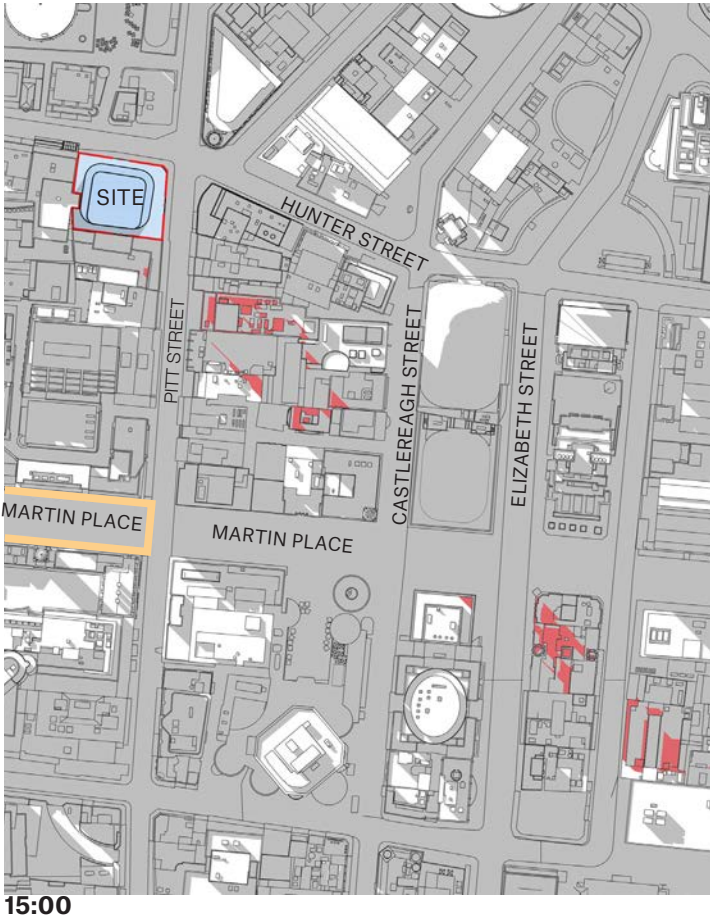 SITE
HUNTER STREET
PITT STREET
CASTLEREAGH STREET
ELIZABETH STREET
MARTIN PLACE
MARTIN PLACE
15:00